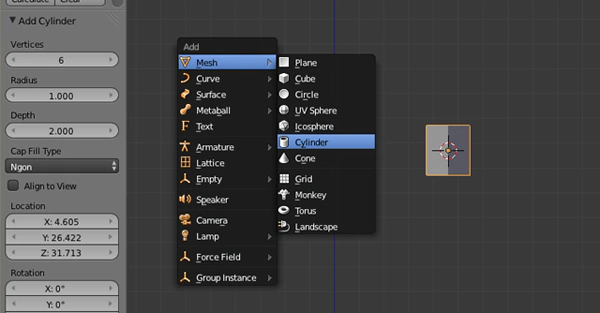 Calculate
Clear
Add Cylinder
Vertices
6
Radius
1.000
Depth
2.000
Cap Fill Type
Ngon
Align to View
Location
X: 4.605
Y: 26.422
Z: 31.713
Rotation
X: 0°
Y: 0°
Add
Mesh
Curve
Surface
Metaball
Text
Armature
Lattice
Empty
Speaker
Camera
Lamp
Force Field
Group Instance
Plane
Cube
Circle
UV Sphere
Icosphere
Cylinder
Cone
Grid
Monkey
Torus
Landscape